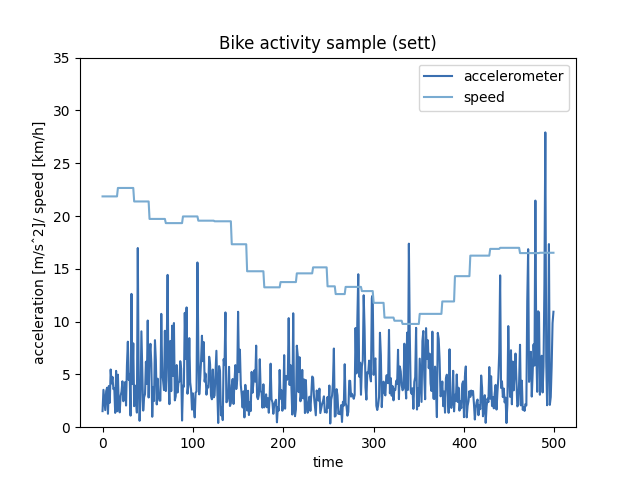 Bike activity sample (sett)
accelerometer
speed
35
30
25
20
15
10
5
0
acceleration [m/s^2]/ speed [km/h]
0 100 200 300 400 500
time